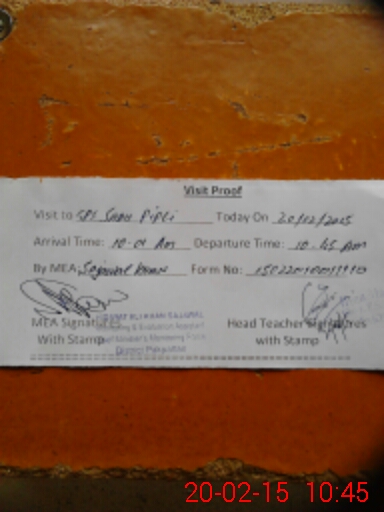 Visit Proof
Visit to GPS Shah Pipli Today On 20/02/2015
Arrival Time: 10-01 Am Departure Time: 10-45 Am
By MEA Sajawal Khan Form No:
MEA Signatures Head Teacher Signatures
With Stamp with Stamp
20-02-15 10:45